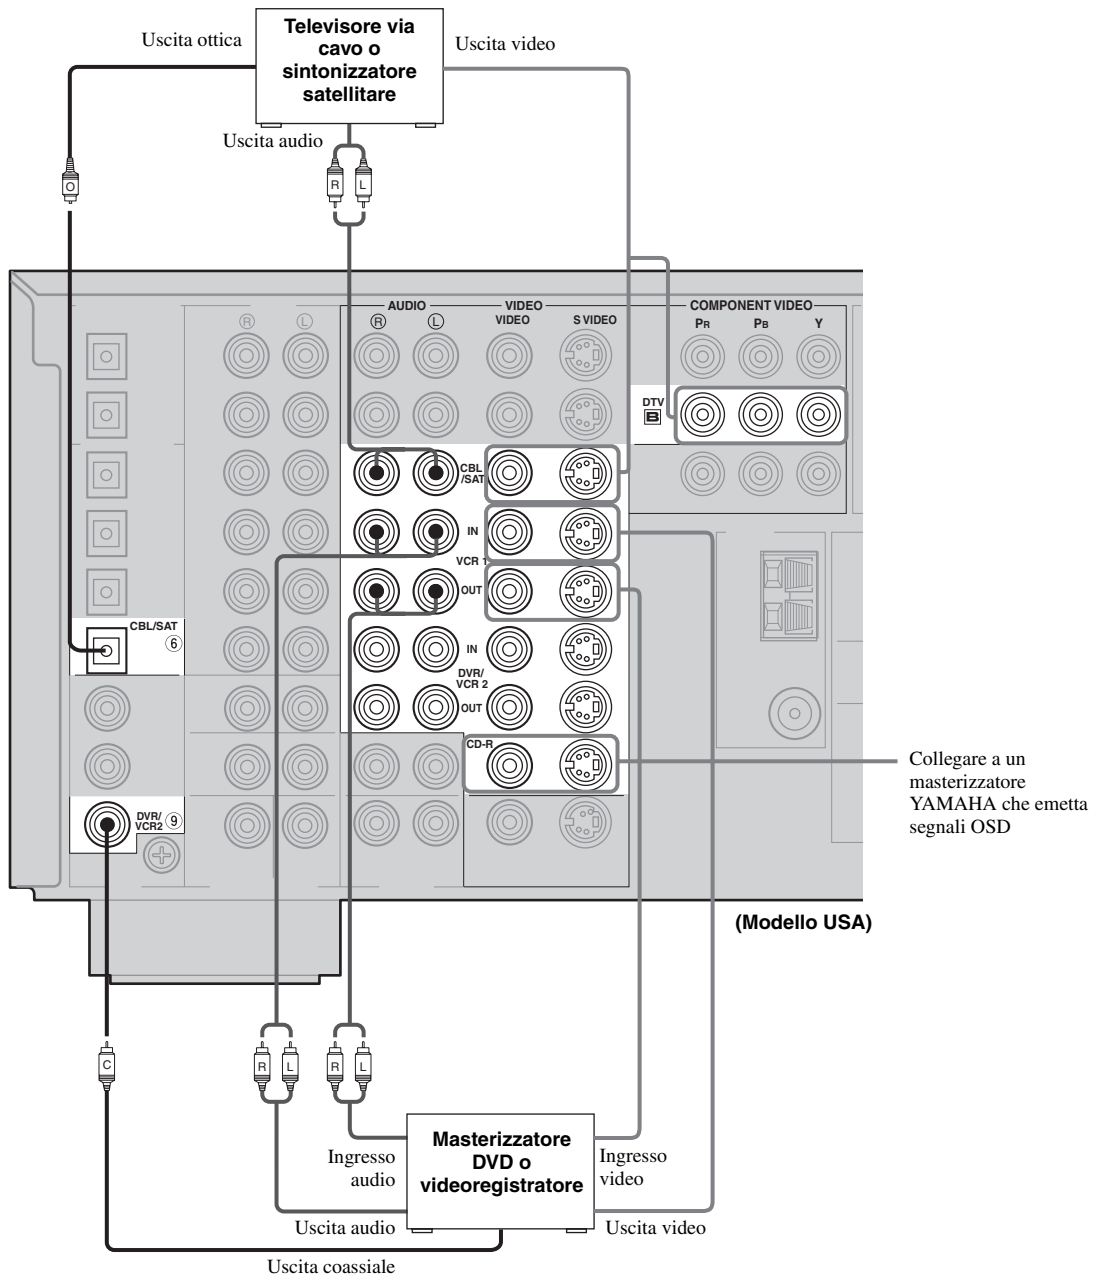 Uscita ottica
Televisore via
cavo o
sintonizzatore
satellitare
Uscita video
Uscita audio
O
R L
AUDIO
VIDEO
COMPONENT VIDEO
R L R L
VIDEO
S VIDEO
PR PB Y
DTV
B
CBL
/SAT
IN
VCR 1
OUT
CBL/SAT
6
IN
DVR/
VCR 2
OUT
CD-R
DVR/
VCR2
9
Collegare a un
masterizzatore
YAMAHA che emetta
segnali OSD
(Modello USA)
C
R L R L
Masterizzatore
DVD o
videoregistratore
Ingresso
audio
Ingresso
video
Uscita audio
Uscita video
Uscita coassiale